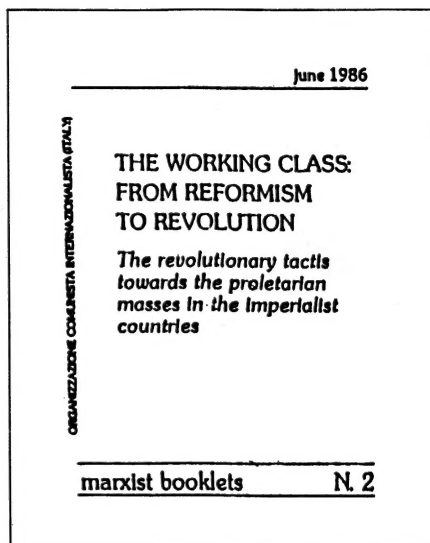 June 1986
ORGANIZZAZIONE COMUNISTA INTERNAZIONALISTA (ITALY)
THE WORKING CLASS:
FROM REFORMISM
TO REVOLUTION
The revolutionary tactis
towards the proletarian
masses in the imperialist
countries
marxist booklets N. 2